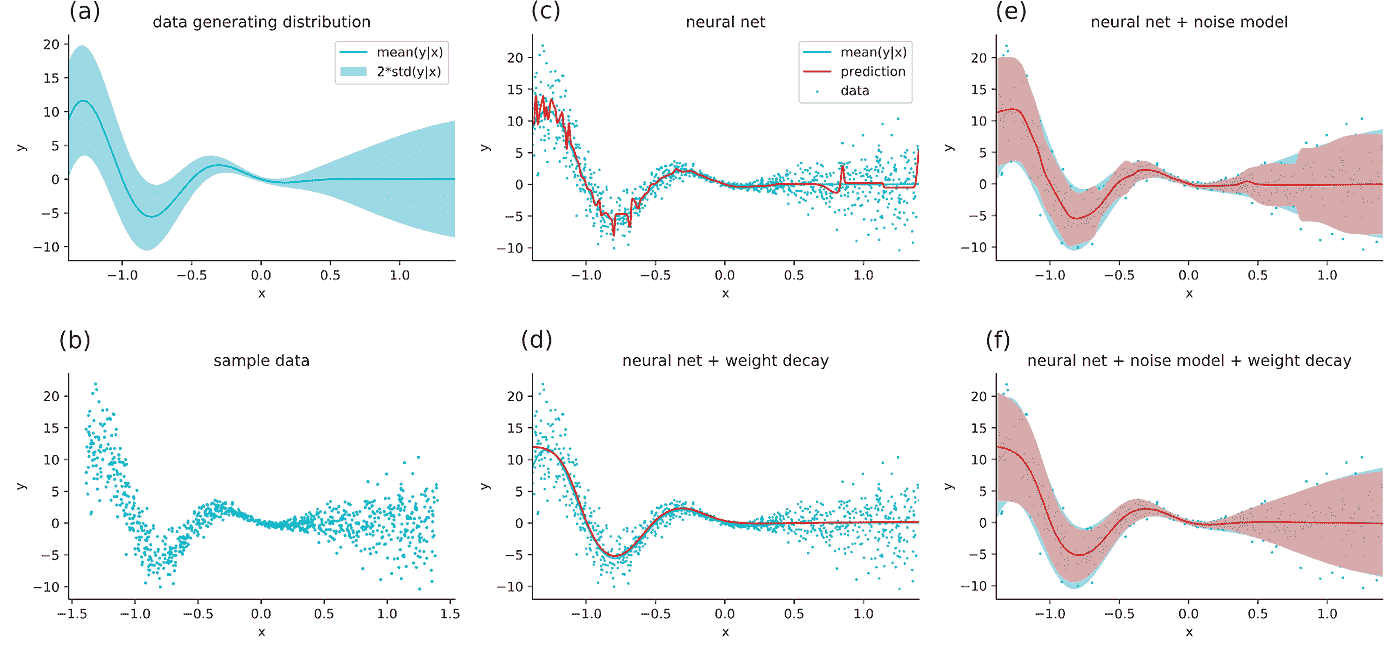 (a)
data generating distribution
mean(y|x)
2*std(y|x)
20
15
10
5
0
−5
−10
y
−1.0
−0.5
0.0
0.5
1.0
x
(c)
neural net
mean(y|x)
prediction
data
20
15
10
5
0
−5
−10
y
−1.0
−0.5
0.0
0.5
1.0
x
(e)
neural net + noise model
20
15
10
5
0
−5
−10
y
−1.0
−0.5
0.0
0.5
1.0
x
(b)
sample data
20
15
10
5
0
−5
−10
y
−1.5
−1.0
−0.5
0.0
0.5
1.0
1.5
x
(d)
neural net + weight decay
20
15
10
5
0
−5
−10
y
−1.0
−0.5
0.0
0.5
1.0
x
(f)
neural net + noise model + weight decay
20
15
10
5
0
−5
−10
y
−1.0
−0.5
0.0
0.5
1.0
x